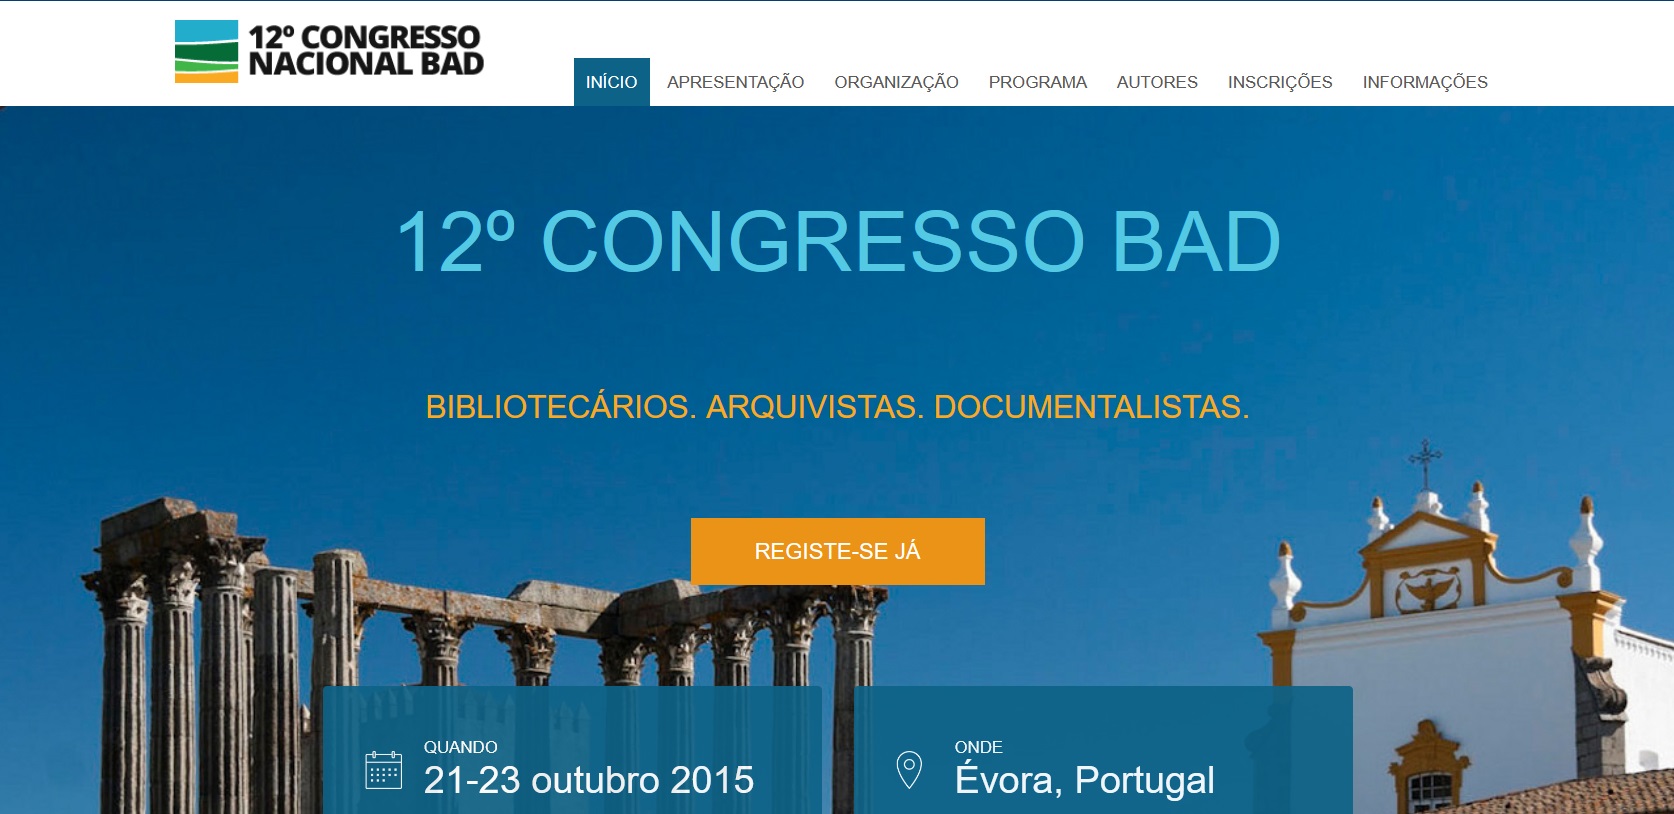 12º CONGRESSO
NACIONAL BAD
INÍCIO APRESENTAÇÃO ORGANIZAÇÃO PROGRAMA AUTORES INSCRIÇÕES INFORMAÇÕES
12º CONGRESSO BAD
BIBLIOTECÁRIOS. ARQUIVISTAS. DOCUMENTALISTAS.
REGISTE-SE JÁ
QUANDO
21-23 outubro 2015
ONDE
Évora, Portugal